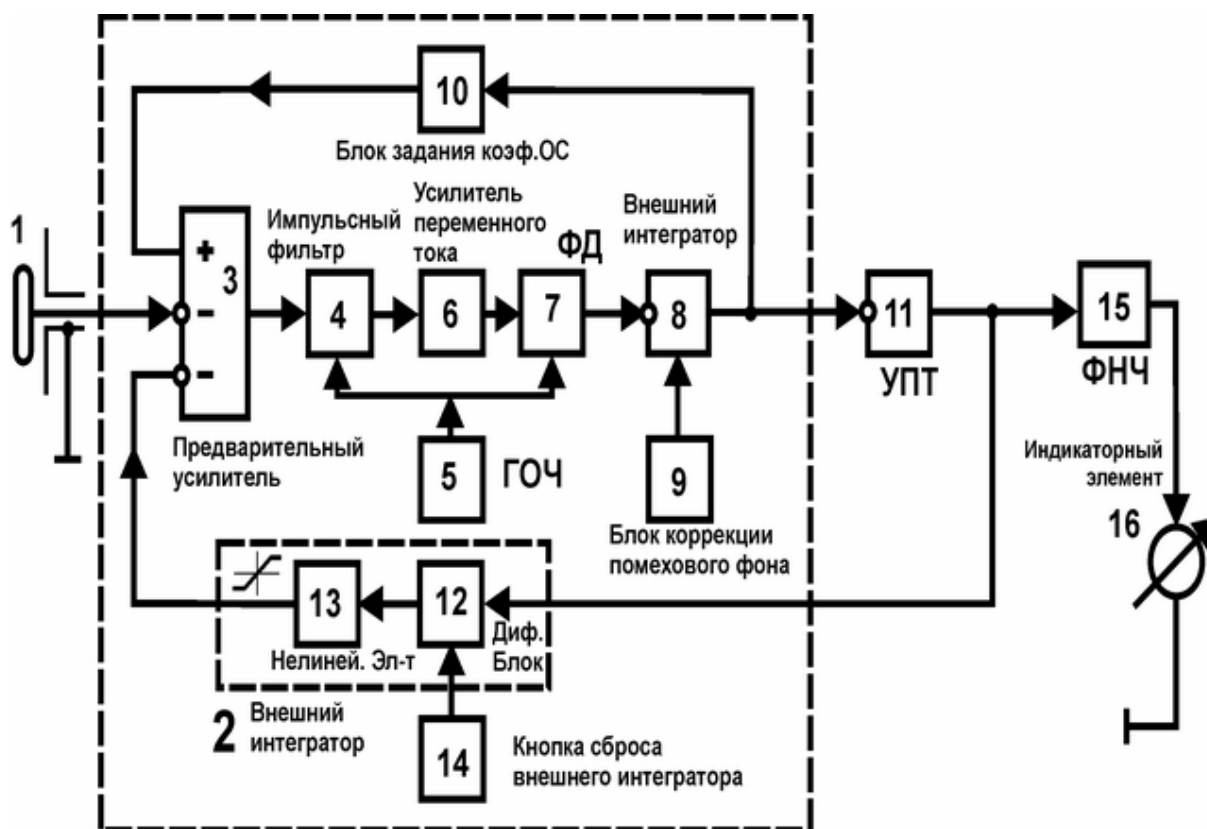 10
Блок задания коэф.ОС
1
+
-
-
3
Импульсный
фильтр
4
Усилитель
переменного
тока
6
ФД
7
Внешний
интегратор
8
11
УПТ
15
ФНЧ
Предварительный
усилитель
5
ГОЧ
9
Блок коррекции
помехового фона
Индикаторный
элемент
16
13
Нелиней. Эл-т
12
Диф.
Блок
2
Внешний
интегратор
14
Кнопка сброса
внешнего интегратора